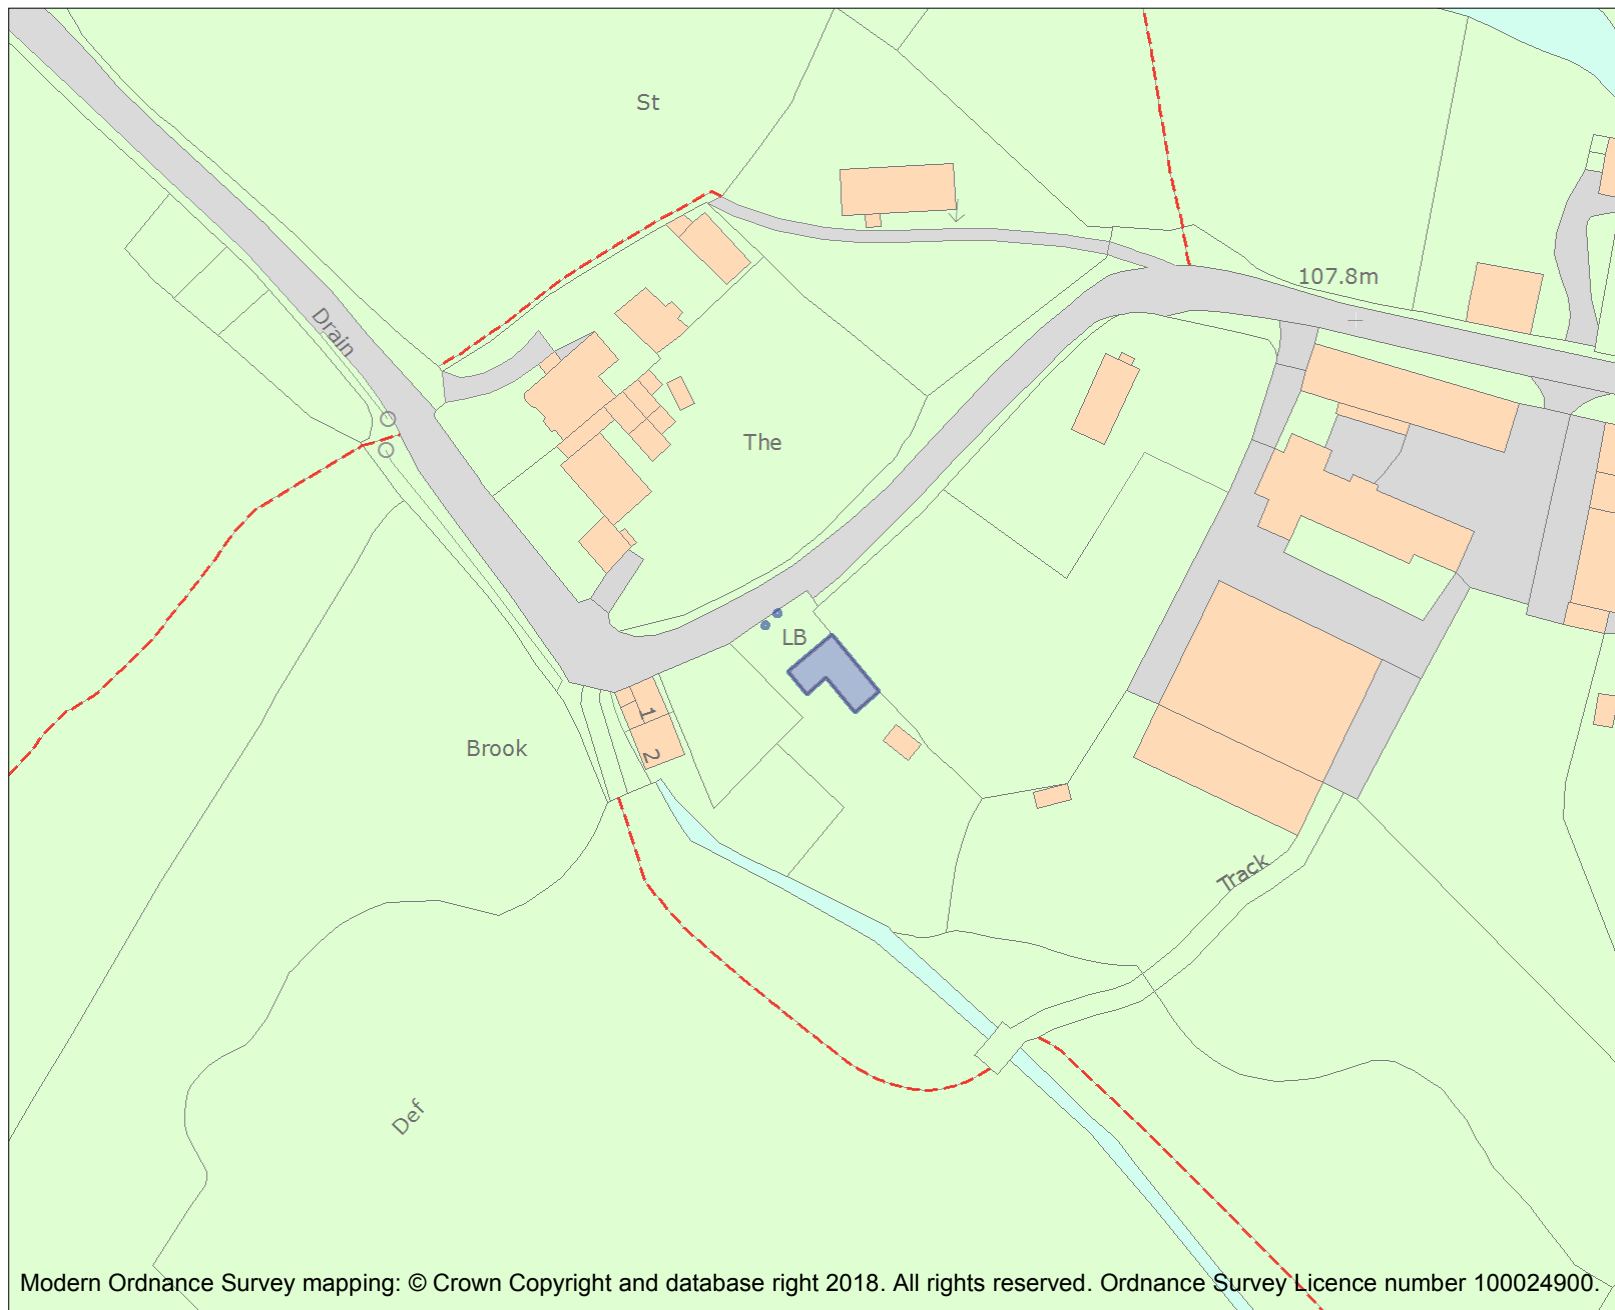 St
107.8m
Drain
The
LB
1
2
Brook
Track
Def
Modern Ordnance Survey mapping: © Crown Copyright and database right 2018. All rights reserved. Ordnance Survey Licence number 100024900.